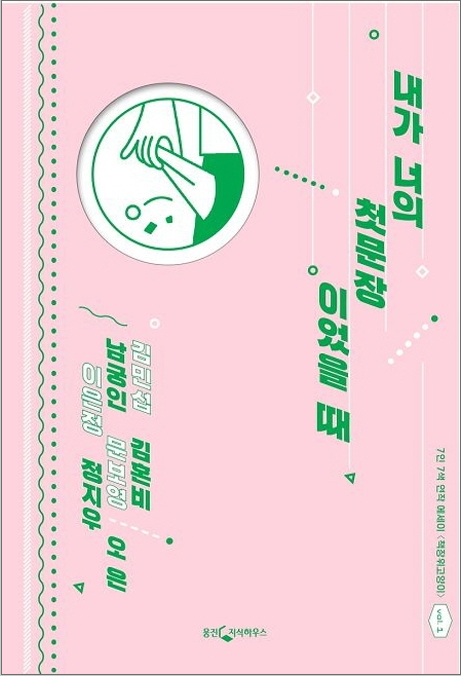 내가 너의
첫문장
이었을 때
7인 7색 연작 에세이 <책장위고양이>
vol. 1
김민섭 김혼비
남궁인 문보영 오 은
이은정 정지우
웅진 지식하우스